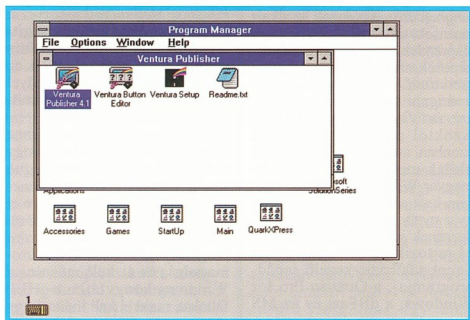 Program Manager
File Options Window Help
Ventura Publisher
Ventura Publisher 4.1
Ventura Button Editor
Ventura Setup
Readme.txt
Applications
SolutionSeries
Accessories
Games
StartUp
Main
QuarkXPress
1